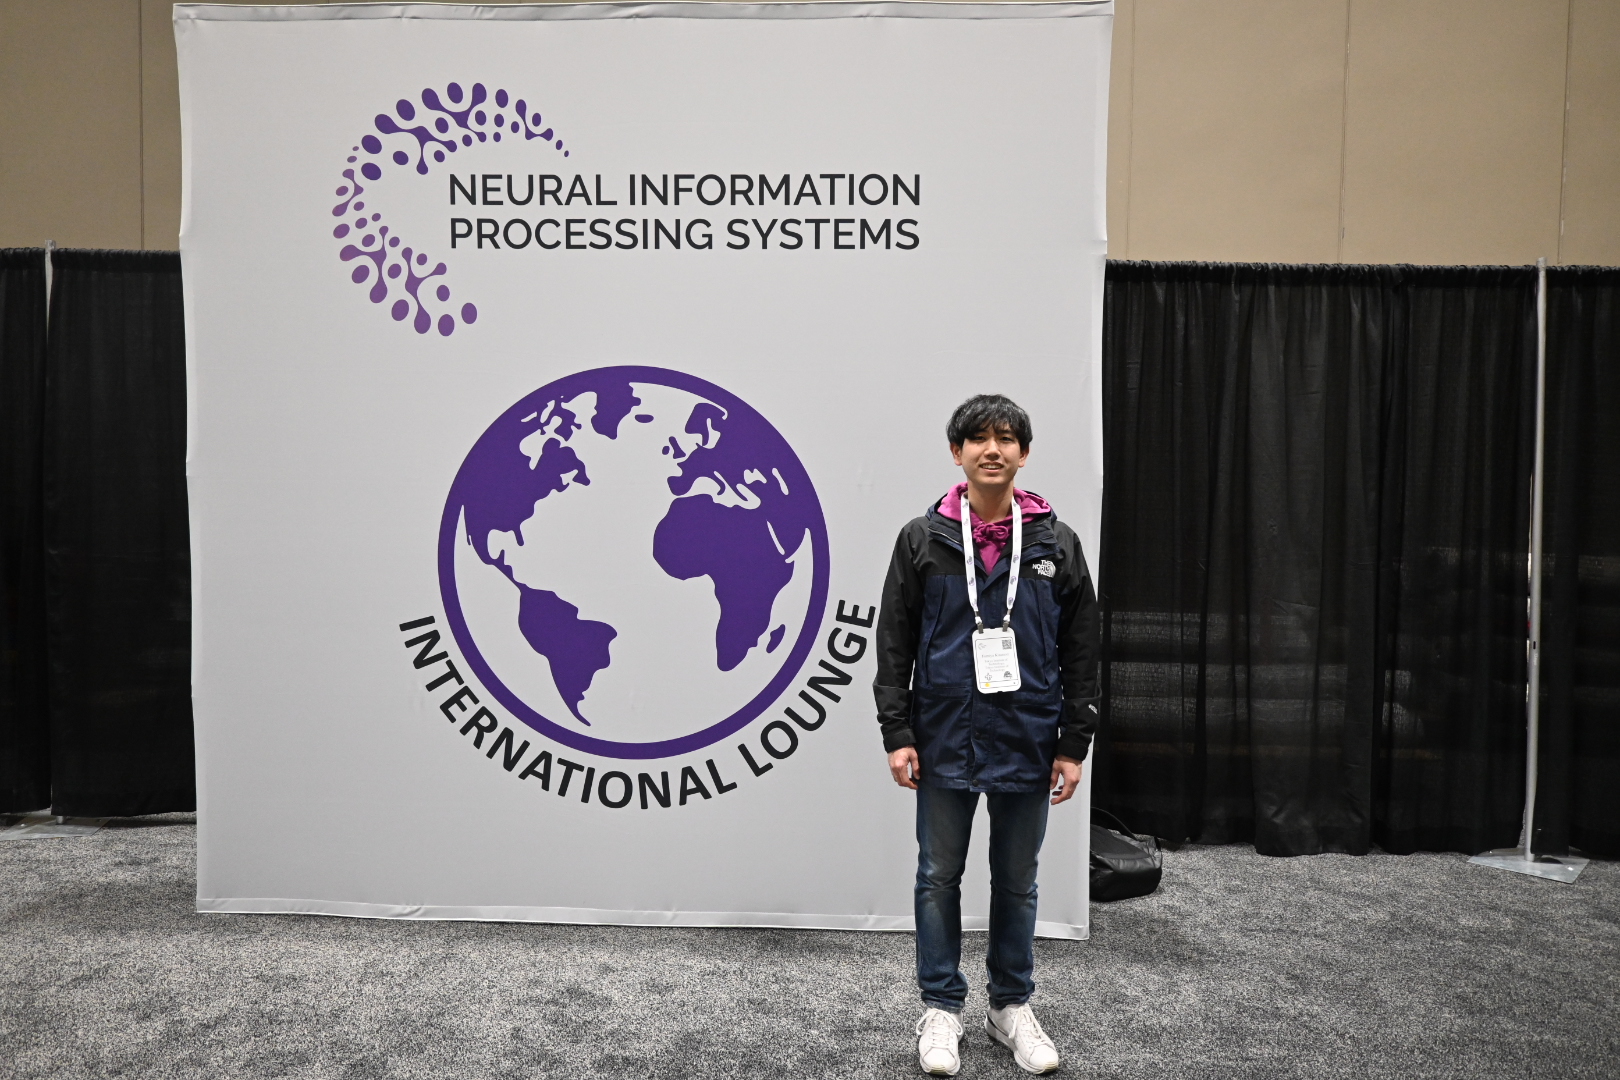 NEURAL INFORMATION
PROCESSING SYSTEMS
INTERNATIONAL LOUNGE
THE
NORTH
FACE